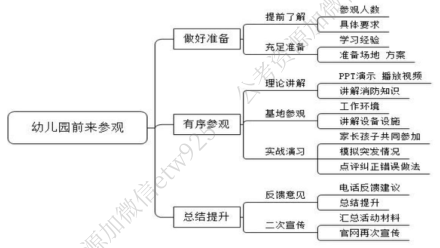 幼儿园前来参观
做好准备
提前了解
参观人数
具体要求
充足准备
学习经验
准备场地 方案
有序参观
理论讲解
PPT演示 播放视频
讲解消防知识
基地参观
工作环境
讲解设备设施
实战演习
家长孩子共同参加
模拟突发情况
点评纠正错误做法
总结提升
反馈意见
电话反馈建议
总结提升
二次宣传
汇总活动材料
官网再次宣传